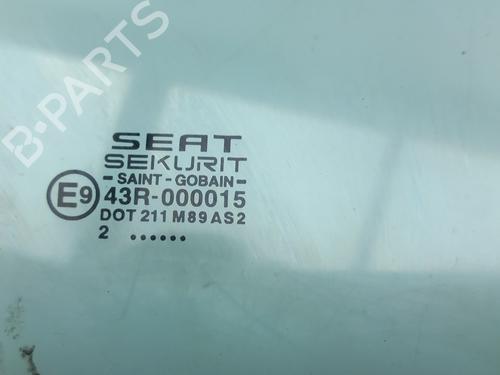 B-PARTS
SEAT
SEKURIT
- SAINT - GOBAIN -
E9 43R-000015
DOT 211 M89 AS2
2 ......